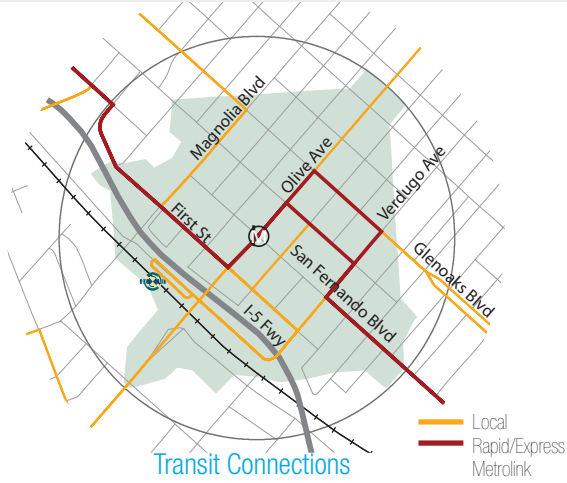 Magnolia Blvd
Olive Ave
Verdugo Ave
First St
M
San Fernando Blvd
Glenoaks Blvd
I-5 Fwy
Local
Rapid/Express
Metrolink
Transit Connections